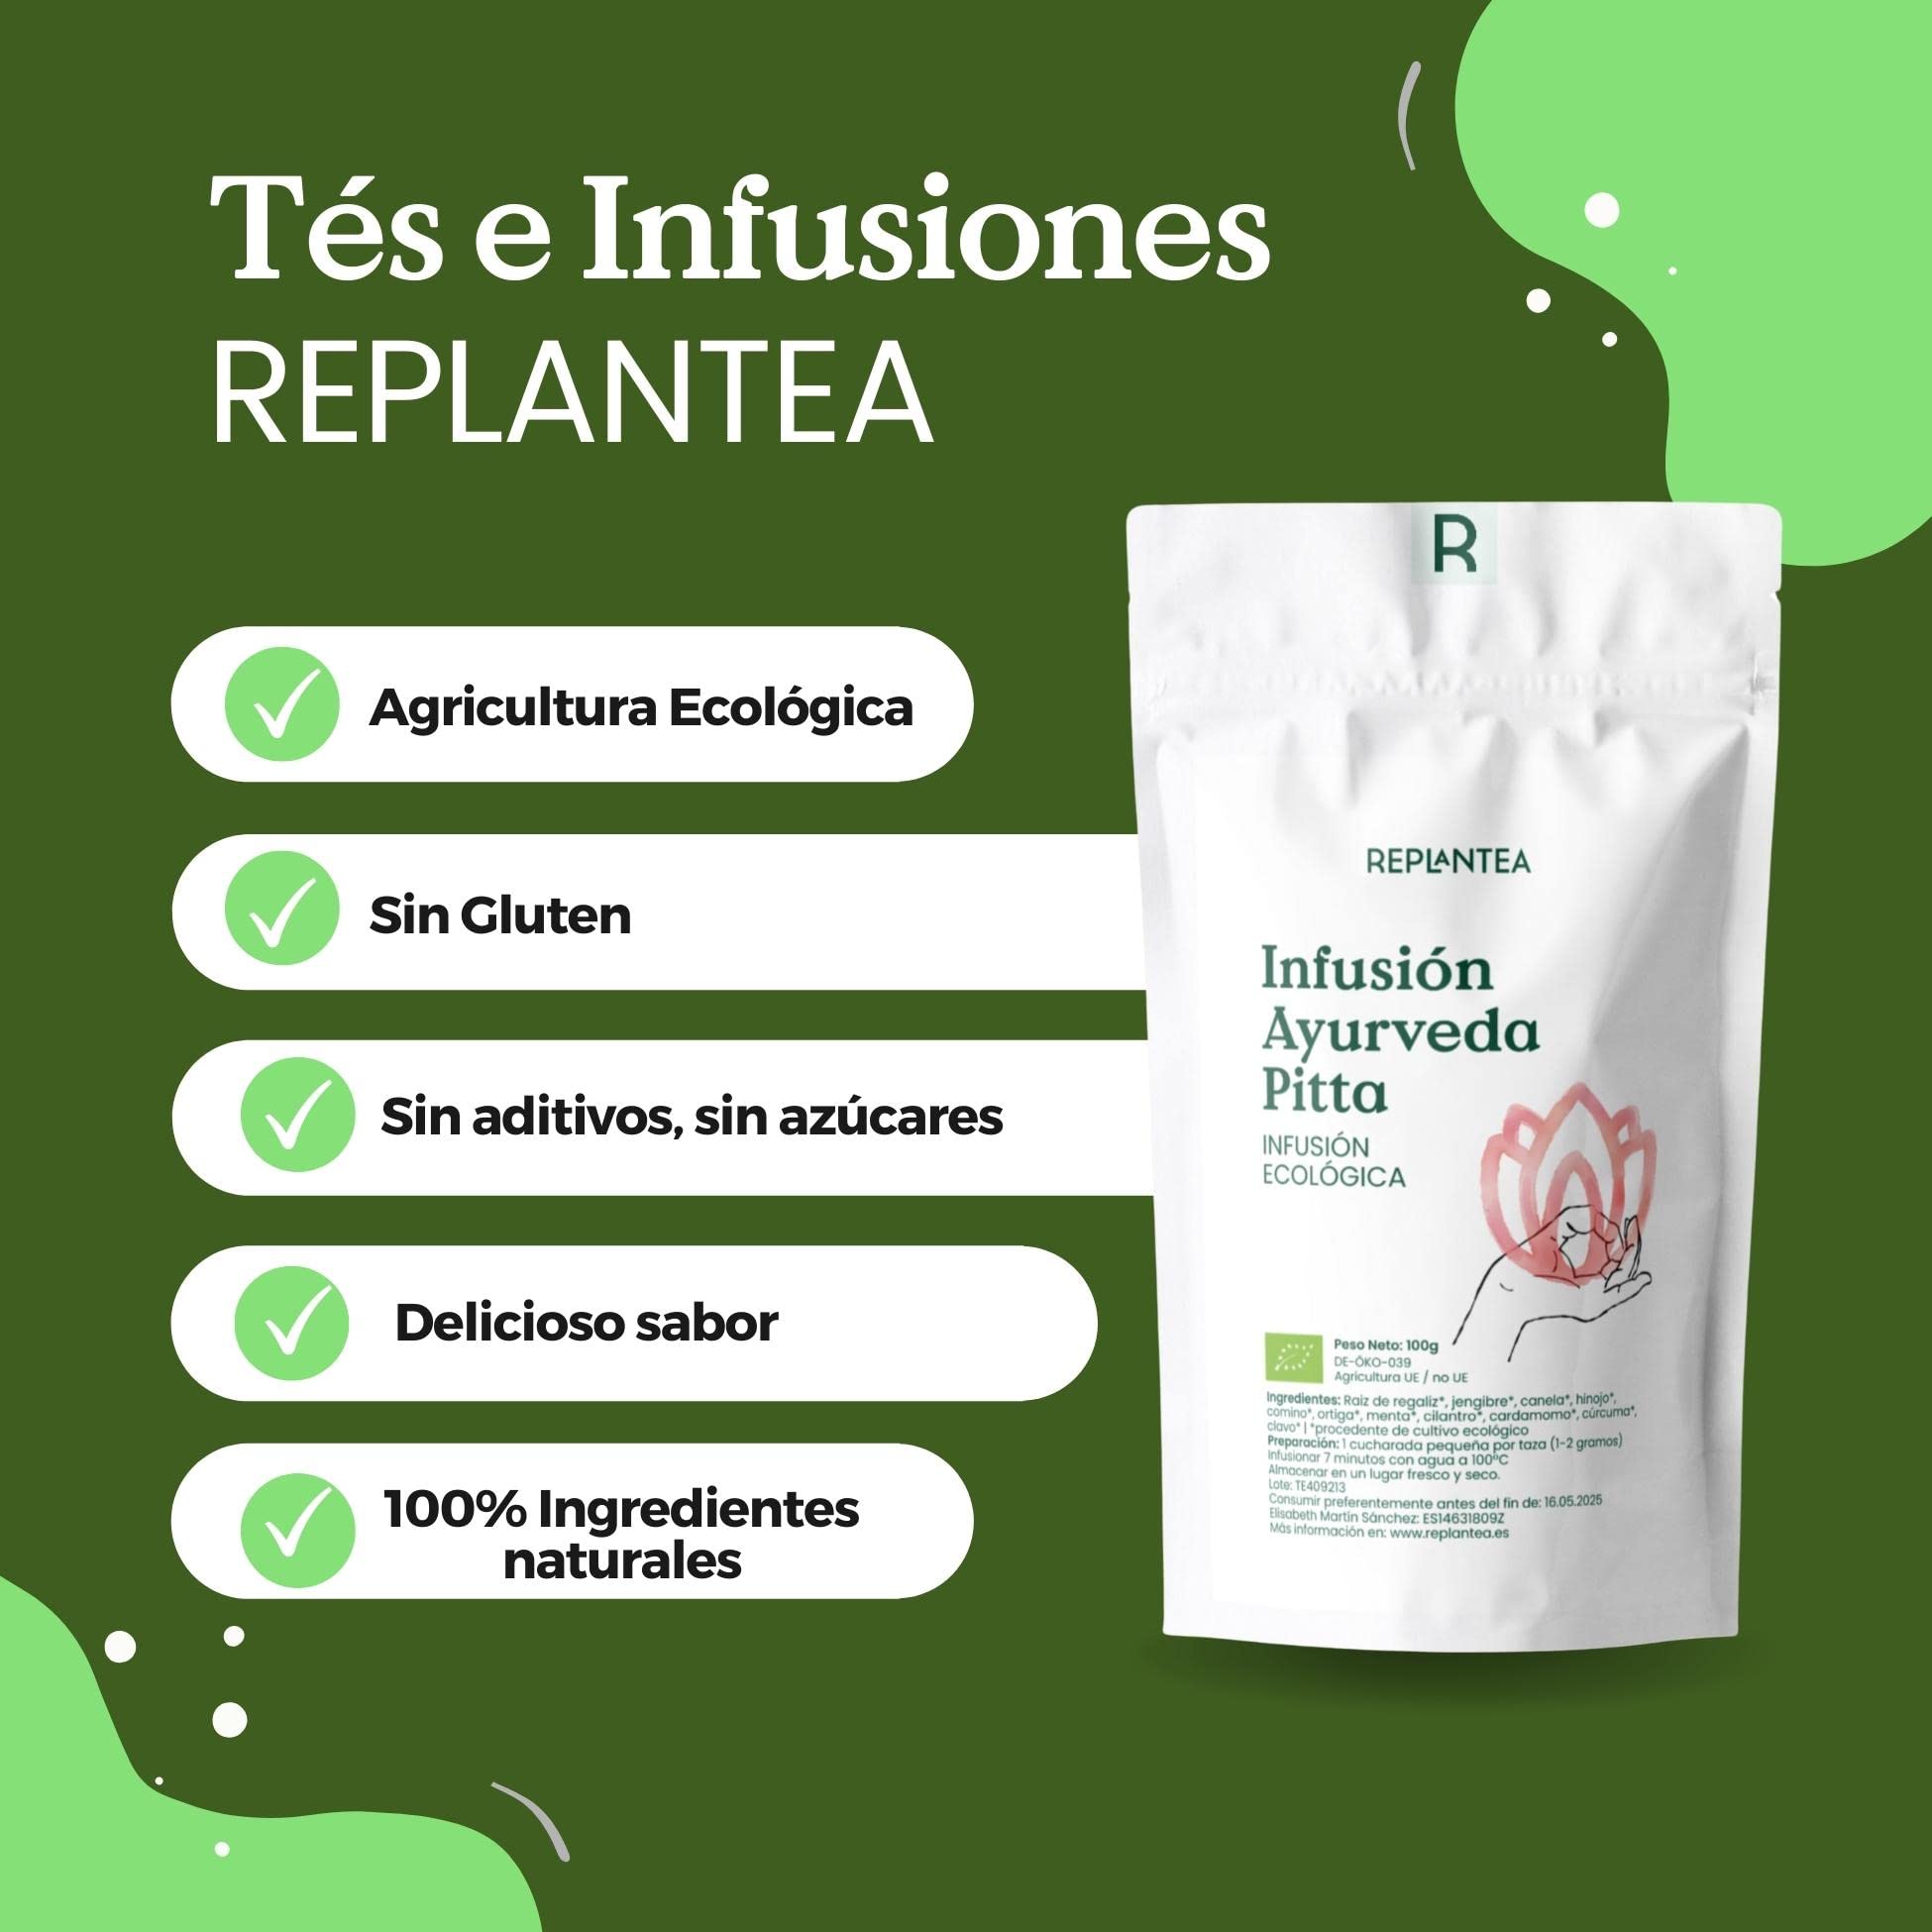 Tés e Infusiones
REPLANTEA
Agricultura Ecológica
Sin Gluten
Sin aditivos, sin azúcares
Delicioso sabor
100% Ingredientes
naturales
R
REPLANTEA
Infusión
Ayurveda
Pitta
INFUSIÓN
ECOLÓGICA
Peso Neto: 100g
DE-ÖKO-039
Agricultura UE / no UE
Ingredientes: Raiz de regaliz*, jengibre*, canela*, hinojo*,
comino*, ortiga*, menta*, cilantro*, cardamomo*, cúrcuma*,
clavo* | *procedente de cultivo ecológico
Preparación: 1 cucharada pequeña por taza (1-2 gramos)
Infusionar 7 minutos con agua a 100ºC
Almacenar en un lugar fresco y seco.
Lote: TE409213
Consumir preferentemente antes del fin de: 16.05.2025
Elisabeth Martín Sánchez: ES14631809Z
Más información en: www.replantea.es